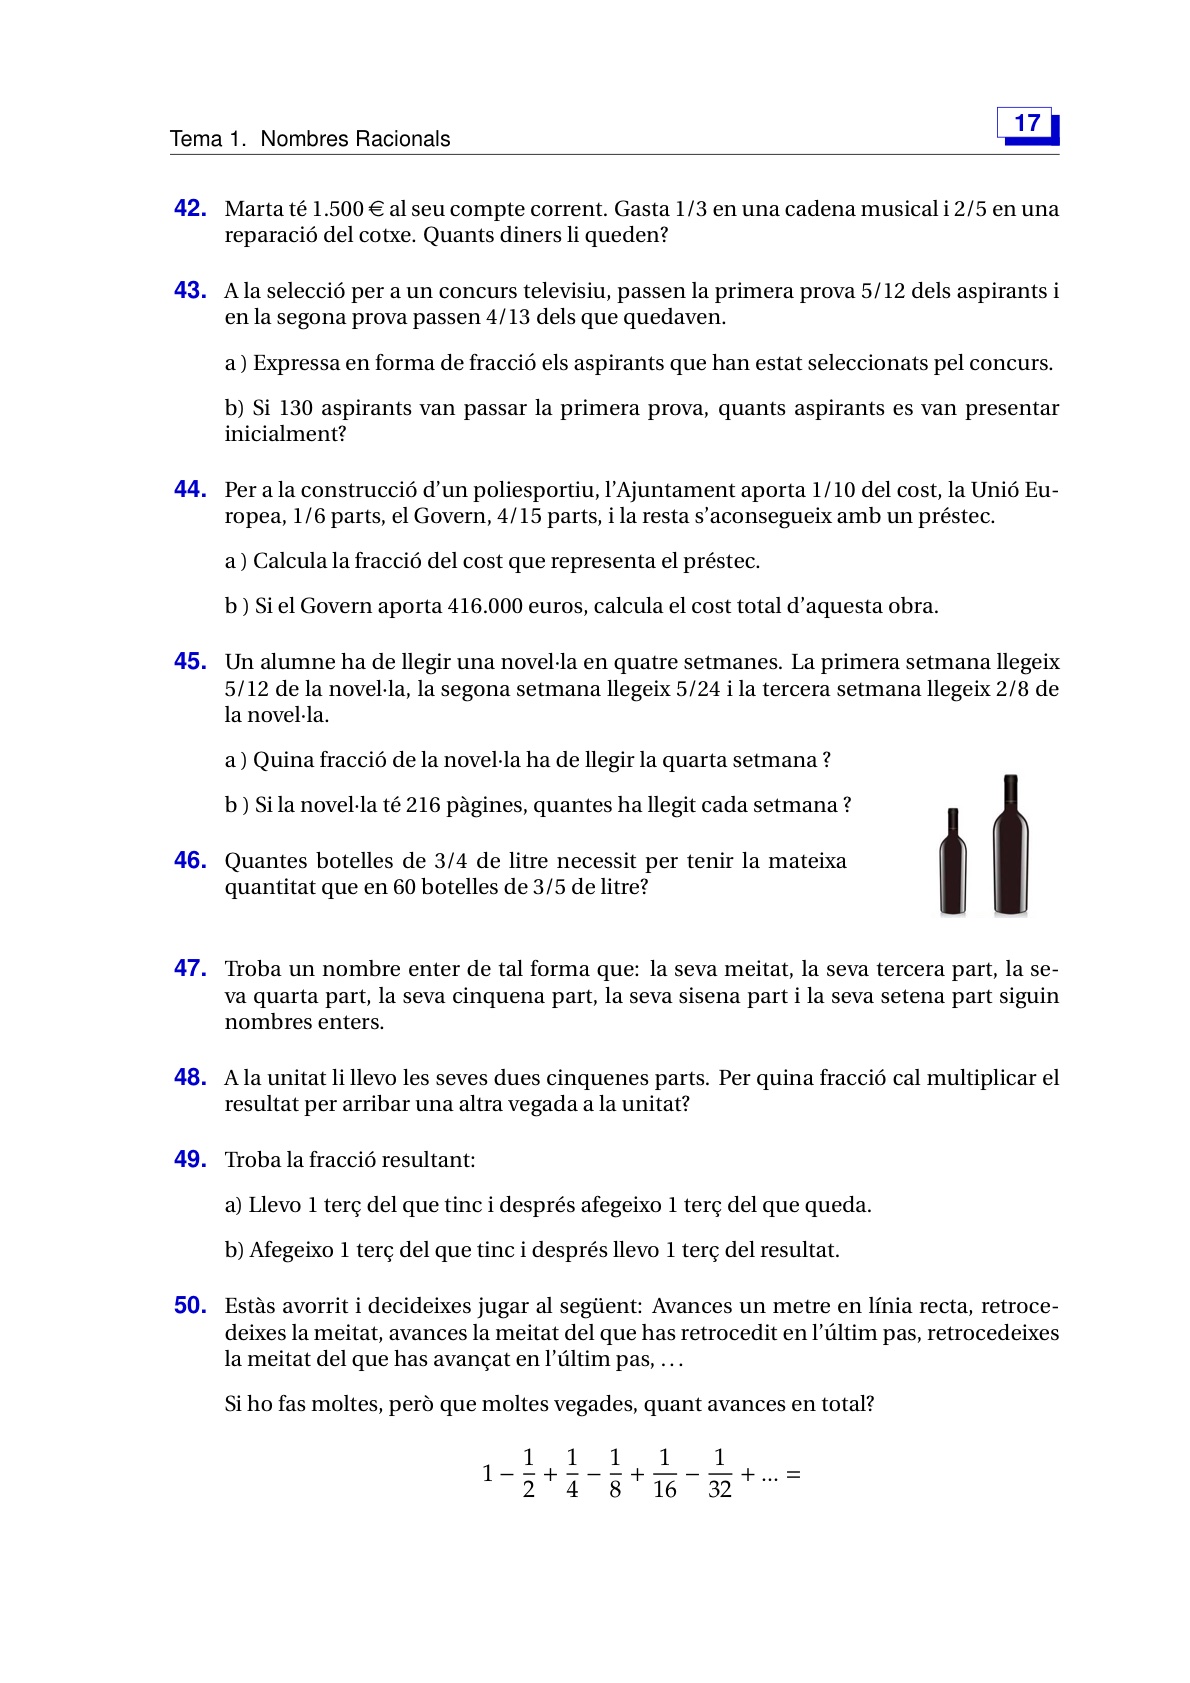 Tema 1. Nombres Racionals
17
42. Marta té 1.500 € al seu compte corrent. Gasta 1/3 en una cadena musical i 2/5 en una
reparació del cotxe. Quants diners li queden?
43. A la selecció per a un concurs televisiu, passen la primera prova 5/12 dels aspirants i
en la segona prova passen 4/13 dels que quedaven.
a ) Expressa en forma de fracció els aspirants que han estat seleccionats pel concurs.
b) Si 130 aspirants van passar la primera prova, quants aspirants es van presentar
inicialment?
44. Per a la construcció d'un poliesportiu, l'Ajuntament aporta 1/10 del cost, la Unió Eu-
ropea, 1/6 parts, el Govern, 4/15 parts, i la resta s'aconsegueix amb un préstec.
a ) Calcula la fracció del cost que representa el préstec.
b ) Si el Govern aporta 416.000 euros, calcula el cost total d'aquesta obra.
45. Un alumne ha de llegir una novel·la en quatre setmanes. La primera setmana llegeix
5/12 de la novel·la, la segona setmana llegeix 5/24 i la tercera setmana llegeix 2/8 de
la novel·la.
a ) Quina fracció de la novel·la ha de llegir la quarta setmana ?
b ) Si la novel·la té 216 pàgines, quantes ha llegit cada setmana ?
46. Quantes botelles de 3/4 de litre necessit per tenir la mateixa
quantitat que en 60 botelles de 3/5 de litre?
47. Troba un nombre enter de tal forma que: la seva meitat, la seva tercera part, la se-
va quarta part, la seva cinquena part, la seva sisena part i la seva setena part siguin
nombres enters.
48. A la unitat li llevo les seves dues cinquenes parts. Per quina fracció cal multiplicar el
resultat per arribar una altra vegada a la unitat?
49. Troba la fracció resultant:
a) Llevo 1 terç del que tinc i després afegeixo 1 terç del que queda.
b) Afegeixo 1 terç del que tinc i després llevo 1 terç del resultat.
50. Estàs avorrit i decideixes jugar al següent: Avances un metre en línia recta, retroce-
deixes la meitat, avances la meitat del que has retrocedit en l'últim pas, retrocedeixes
la meitat del que has avançat en l'últim pas, ...
Si ho fas moltes, però que moltes vegades, quant avances en total?
1 − 1/2 + 1/4 − 1/8 + 1/16 − 1/32 + ... =